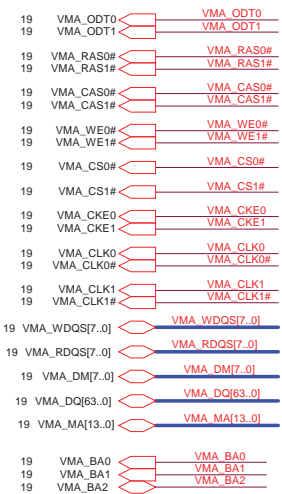 19 VMA_ODT0 VMA_ODT0
19 VMA_ODT1 VMA_ODT1
19 VMA_RAS0# VMA_RAS0#
19 VMA_RAS1# VMA_RAS1#
19 VMA_CAS0# VMA_CAS0#
19 VMA_CAS1# VMA_CAS1#
19 VMA_WE0# VMA_WE0#
19 VMA_WE1# VMA_WE1#
19 VMA_CS0# VMA_CS0#
19 VMA_CS1# VMA_CS1#
19 VMA_CKE0 VMA_CKE0
19 VMA_CKE1 VMA_CKE1
19 VMA_CLK0 VMA_CLK0
19 VMA_CLK0# VMA_CLK0#
19 VMA_CLK1 VMA_CLK1
19 VMA_CLK1# VMA_CLK1#
19 VMA_WDQS[7..0] VMA_WDQS[7..0]
19 VMA_RDQS[7..0] VMA_RDQS[7..0]
19 VMA_DM[7..0] VMA_DM[7..0]
19 VMA_DQ[63..0] VMA_DQ[63..0]
19 VMA_MA[13..0] VMA_MA[13..0]
19 VMA_BA0 VMA_BA0
19 VMA_BA1 VMA_BA1
19 VMA_BA2 VMA_BA2